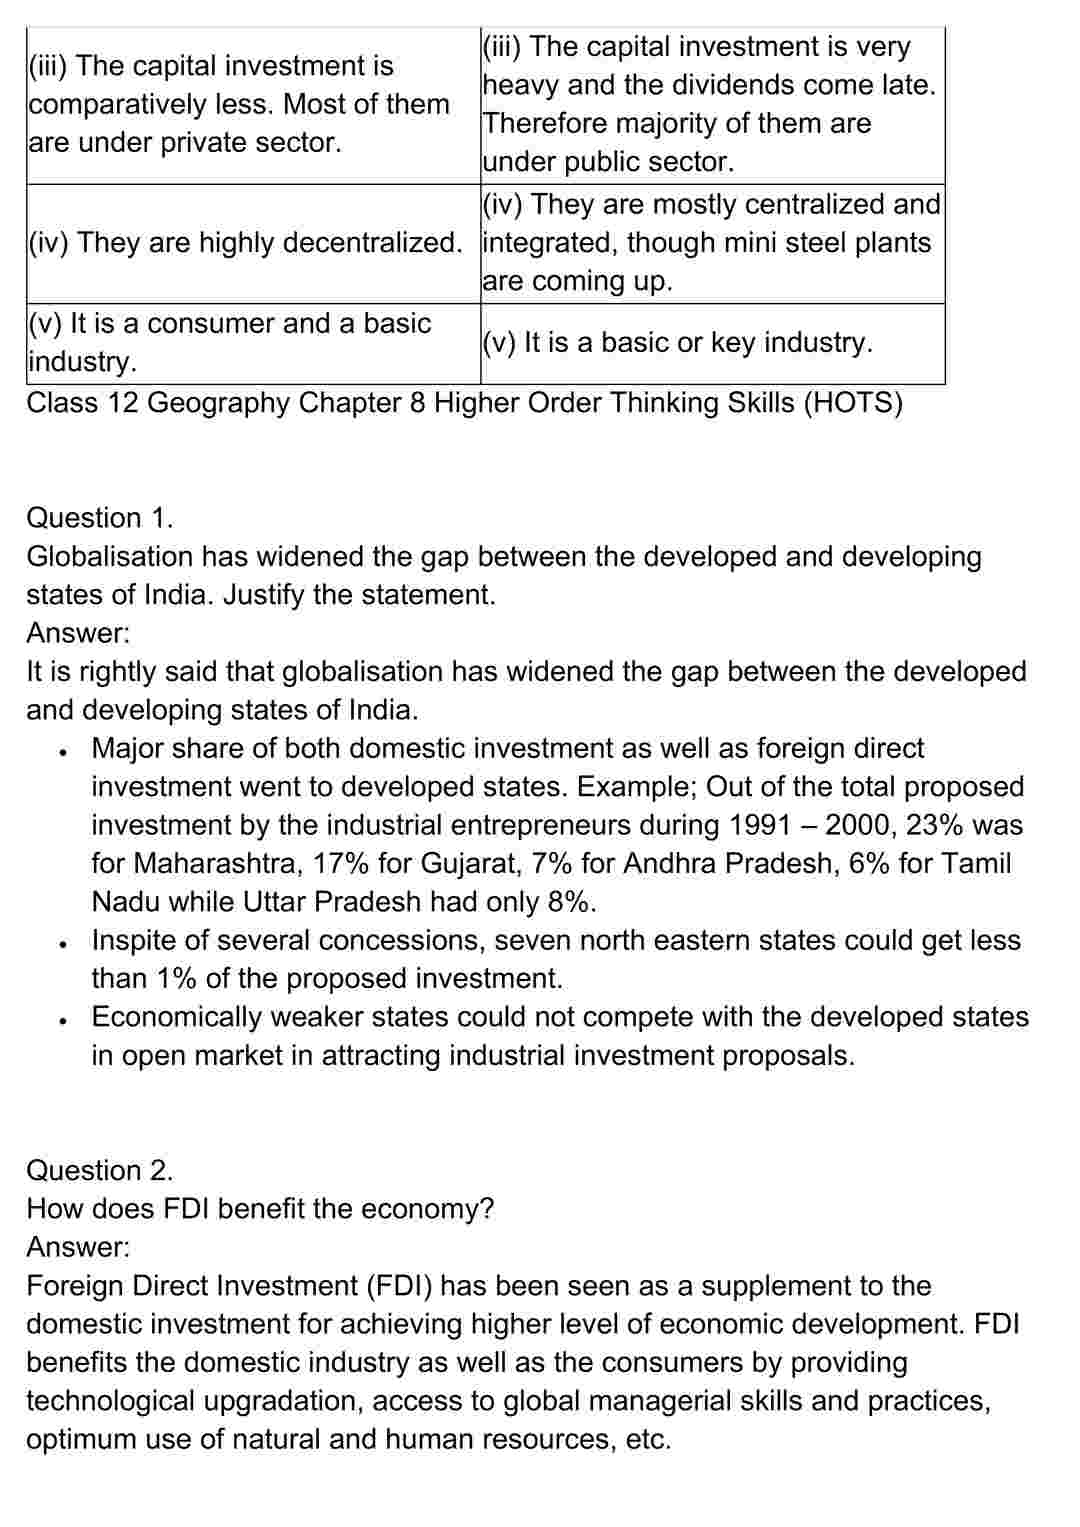 (iii) The capital investment is
comparatively less. Most of them
are under private sector.
(iii) The capital investment is very
heavy and the dividends come late.
Therefore majority of them are
under public sector.
(iv) They are highly decentralized.
(iv) They are mostly centralized and
integrated, though mini steel plants
are coming up.
(v) It is a consumer and a basic
industry.
(v) It is a basic or key industry.
Class 12 Geography Chapter 8 Higher Order Thinking Skills (HOTS)
Question 1.
Globalisation has widened the gap between the developed and developing
states of India. Justify the statement.
Answer:
It is rightly said that globalisation has widened the gap between the developed
and developing states of India.
• Major share of both domestic investment as well as foreign direct
investment went to developed states. Example; Out of the total proposed
investment by the industrial entrepreneurs during 1991 – 2000, 23% was
for Maharashtra, 17% for Gujarat, 7% for Andhra Pradesh, 6% for Tamil
Nadu while Uttar Pradesh had only 8%.
• Inspite of several concessions, seven north eastern states could get less
than 1% of the proposed investment.
• Economically weaker states could not compete with the developed states
in open market in attracting industrial investment proposals.
Question 2.
How does FDI benefit the economy?
Answer:
Foreign Direct Investment (FDI) has been seen as a supplement to the
domestic investment for achieving higher level of economic development. FDI
benefits the domestic industry as well as the consumers by providing
technological upgradation, access to global managerial skills and practices,
optimum use of natural and human resources, etc.